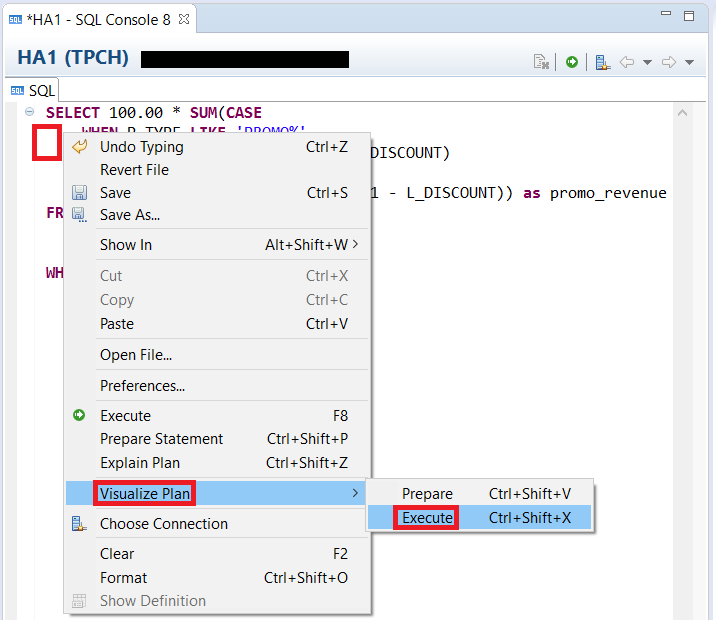 *HA1 - SQL Console 8
HA1 (TPCH)
SQL
SELECT 100.00 * SUM(CASE
WHEN P_TYPE LIKE 'PROMO%'
DISCOUNT)
1 - L_DISCOUNT)) as promo_revenue
FR
WH
Undo Typing Ctrl+Z
Revert File
Save Ctrl+S
Save As...
Show In Alt+Shift+W >
Cut Ctrl+X
Copy Ctrl+C
Paste Ctrl+V
Open File...
Preferences...
Execute F8
Prepare Statement Ctrl+Shift+P
Explain Plan Ctrl+Shift+Z
Visualize Plan >
Prepare Ctrl+Shift+V
Execute Ctrl+Shift+X
Choose Connection
Clear F2
Format Ctrl+Shift+O
Show Definition